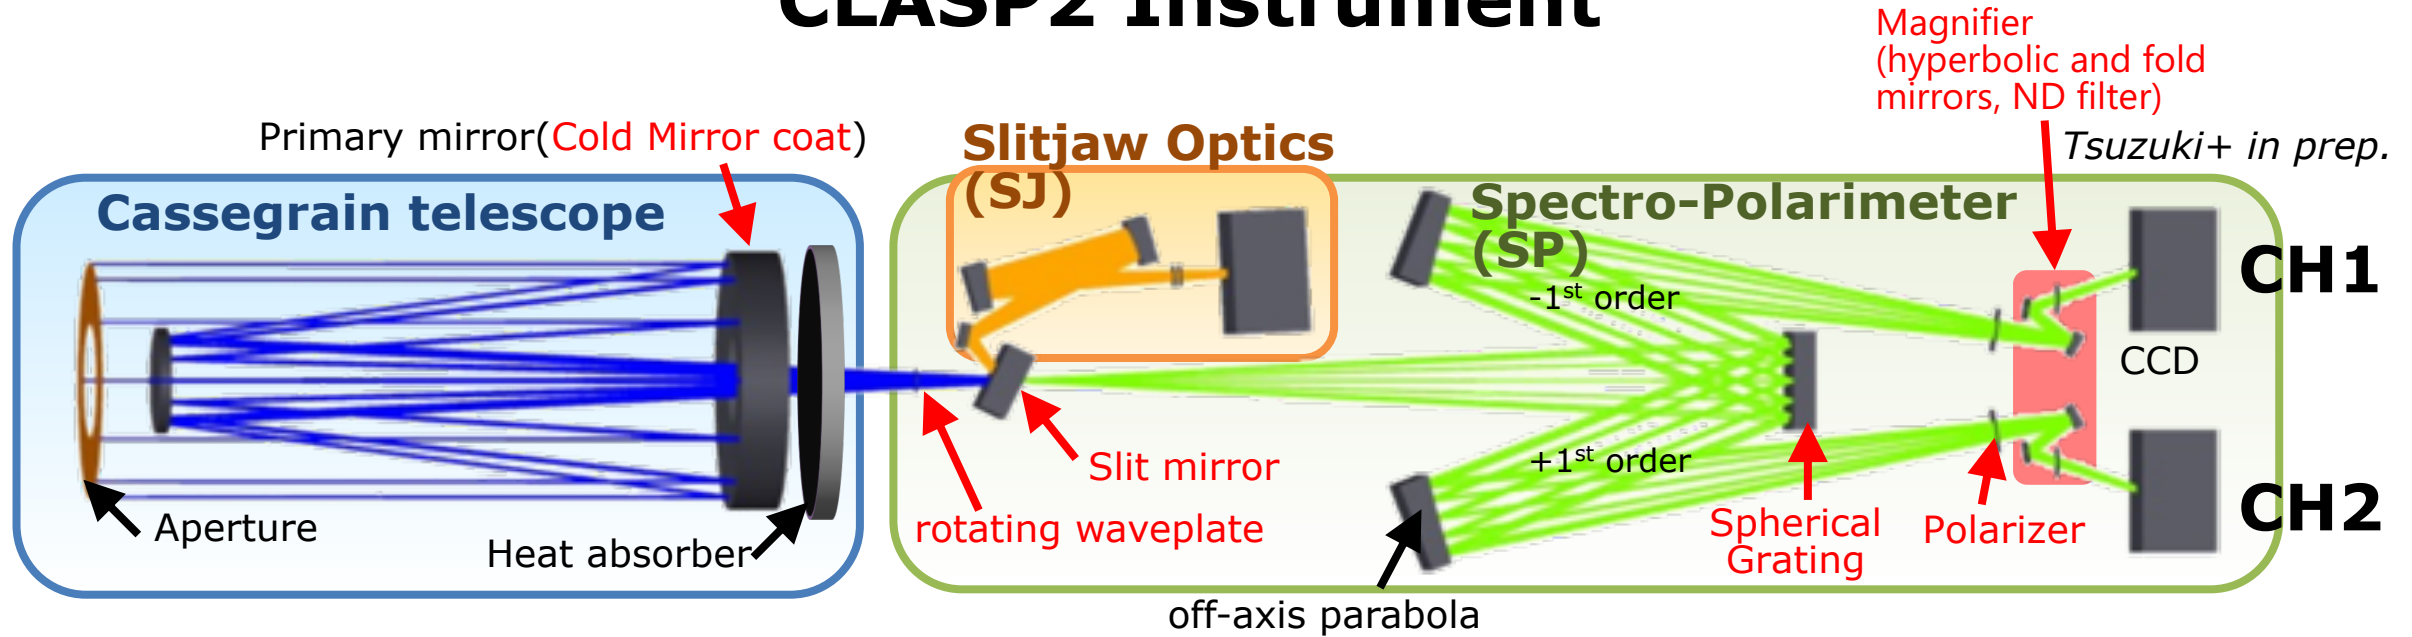 CLASP2 Instrument
Magnifier
(hyperbolic and fold
mirrors, ND filter)
Tsuzuki+ in prep.
Primary mirror(Cold Mirror coat)
Slitjaw Optics
(SJ)
Cassegrain telescope
Spectro-Polarimeter
(SP)
-1st order
CH1
CCD
+1st order
Slit mirror
rotating waveplate
Aperture
Heat absorber
Spherical
Grating
Polarizer
CH2
off-axis parabola